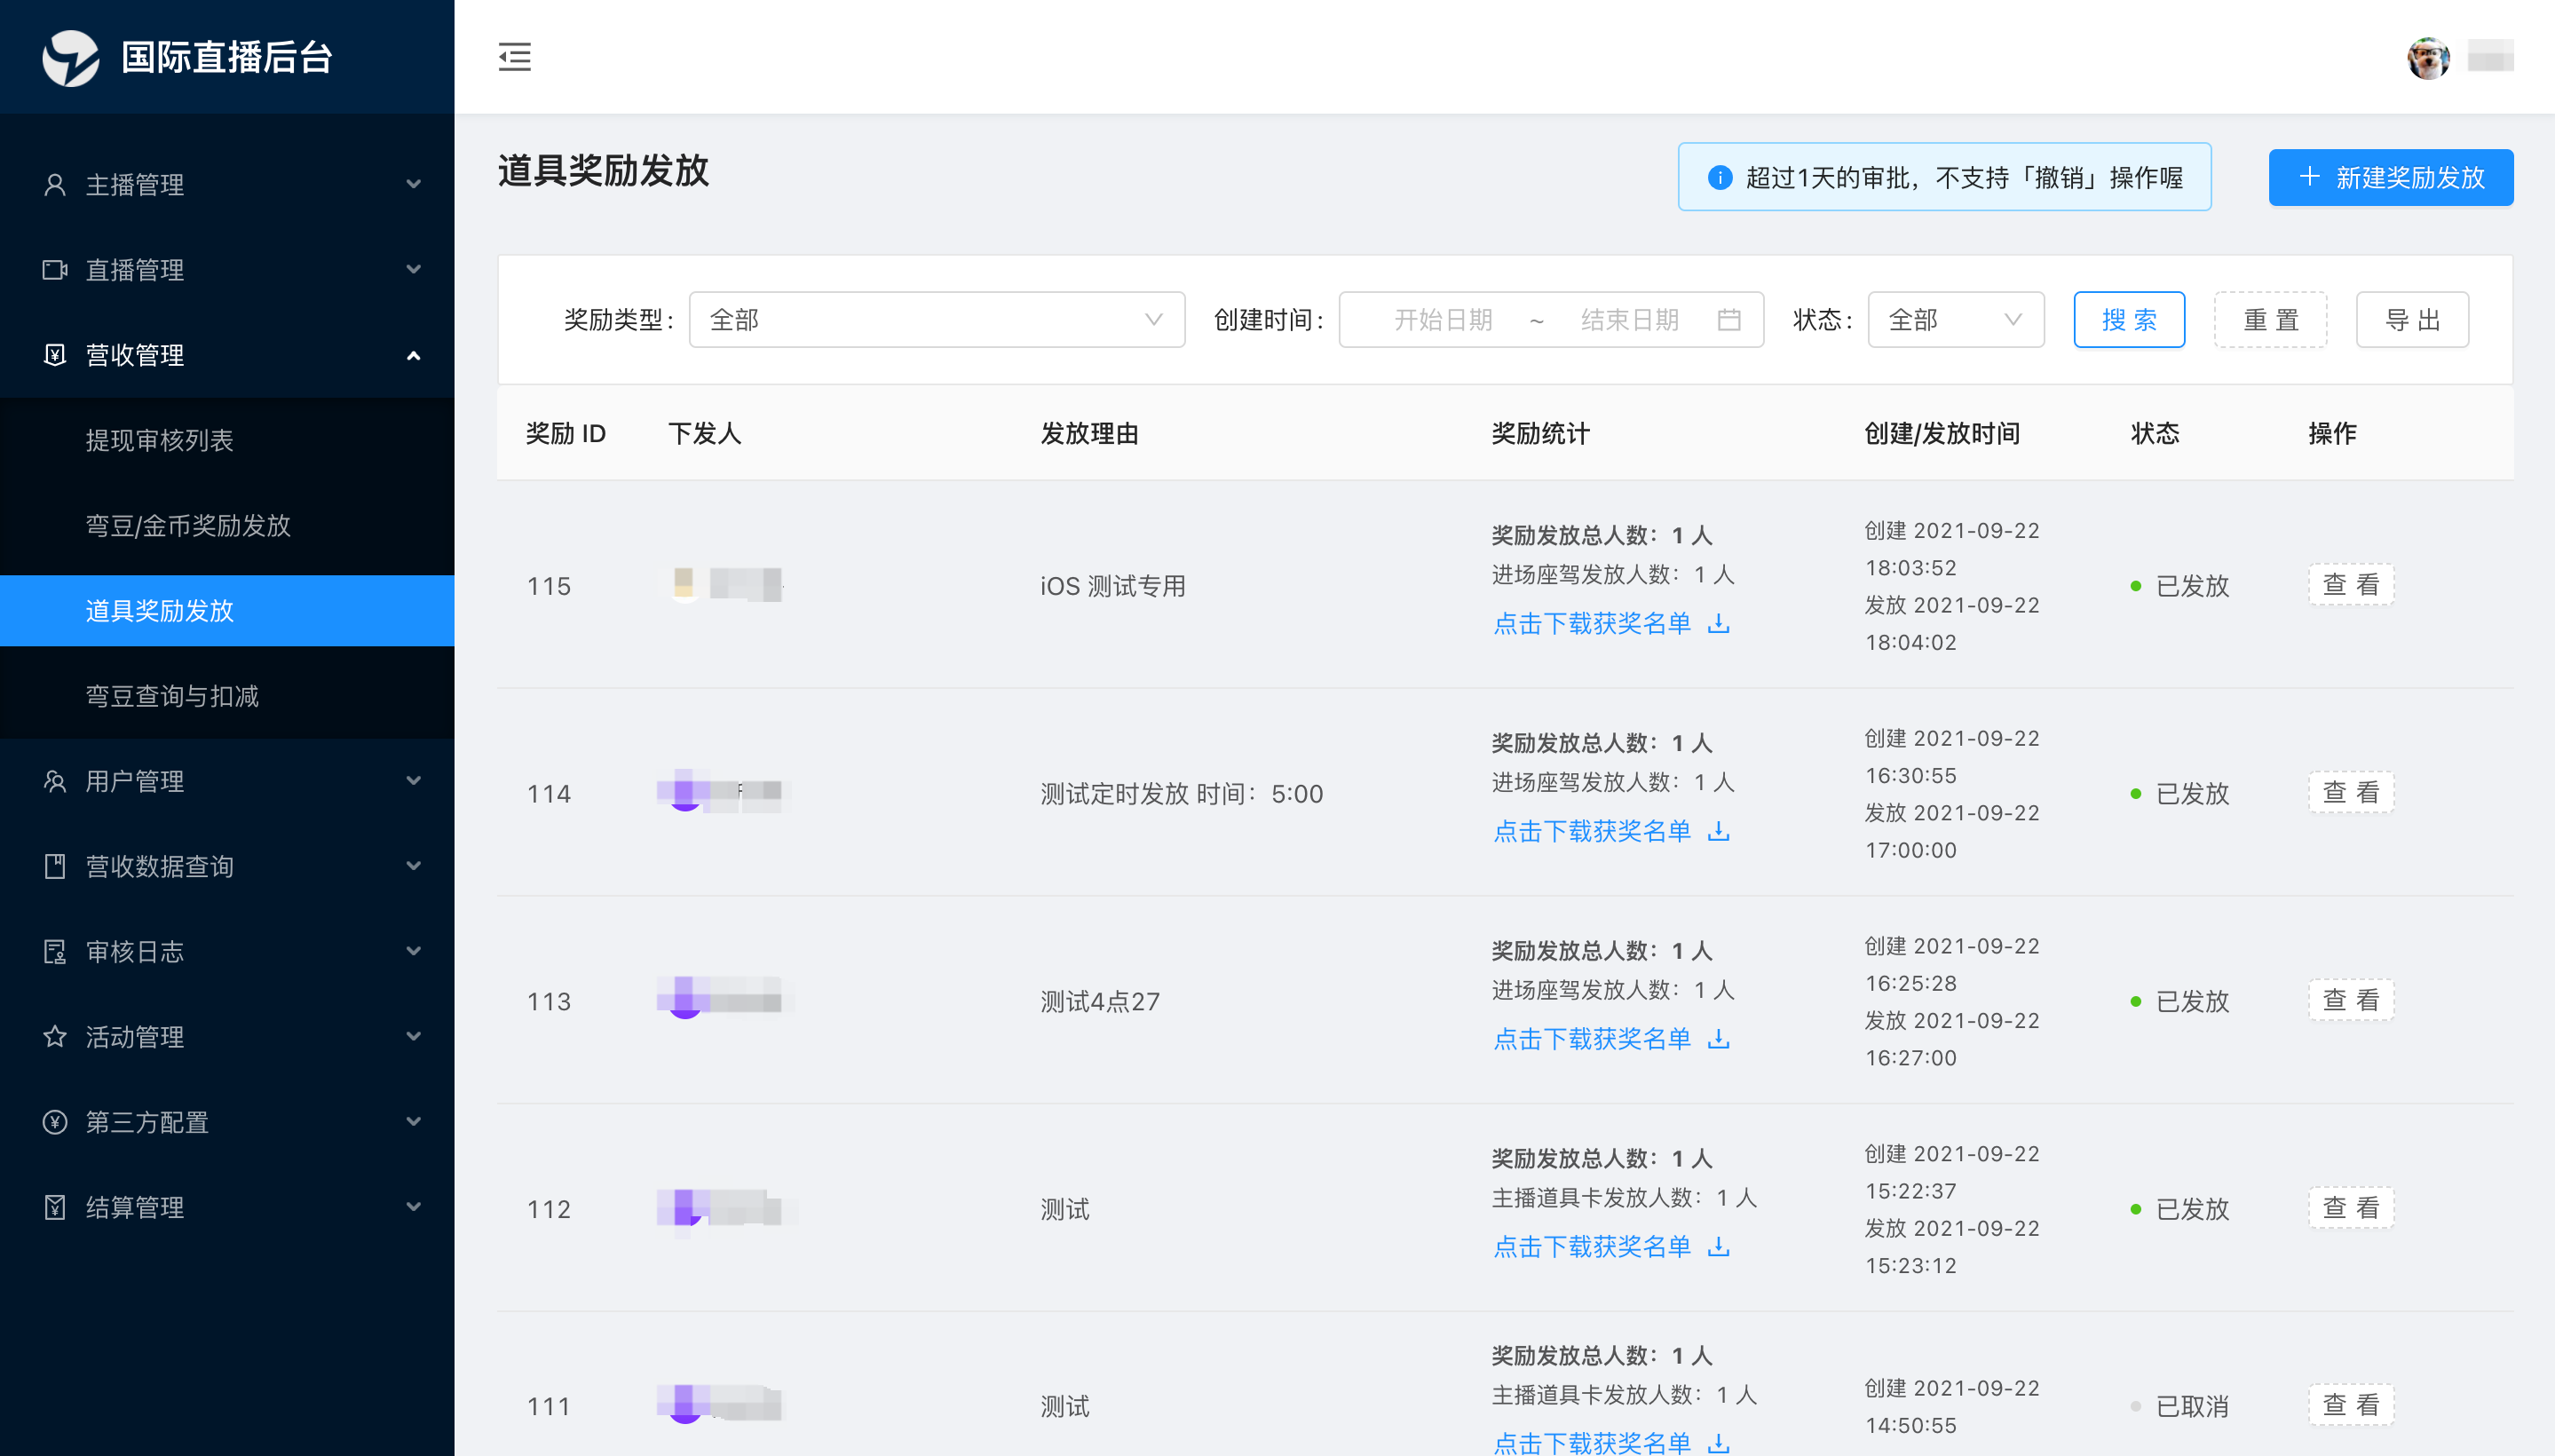 国际直播后台
主播管理
直播管理
营收管理
提现审核列表
弯豆/金币奖励发放
道具奖励发放
弯豆查询与扣减
用户管理
营收数据查询
审核日志
活动管理
第三方配置
结算管理
道具奖励发放
超过1天的审批，不支持「撤销」操作喔
+ 新建奖励发放
奖励类型: 全部 创建时间: 开始日期 ~ 结束日期 状态: 全部 搜 索 重 置 导 出
奖励 ID 下发人 发放理由 奖励统计 创建/发放时间 状态 操作
115
iOS 测试专用
奖励发放总人数：1 人
进场座驾发放人数：1 人
点击下载获奖名单
创建 2021-09-22
18:03:52
发放 2021-09-22
18:04:02
已发放
查 看
114
测试定时发放 时间：5:00
奖励发放总人数：1 人
进场座驾发放人数：1 人
点击下载获奖名单
创建 2021-09-22
16:30:55
发放 2021-09-22
17:00:00
已发放
查 看
113
测试4点27
奖励发放总人数：1 人
进场座驾发放人数：1 人
点击下载获奖名单
创建 2021-09-22
16:25:28
发放 2021-09-22
16:27:00
已发放
查 看
112
测试
奖励发放总人数：1 人
主播道具卡发放人数：1 人
点击下载获奖名单
创建 2021-09-22
15:22:37
发放 2021-09-22
15:23:12
已发放
查 看
111
测试
奖励发放总人数：1 人
主播道具卡发放人数：1 人
点击下载获奖名单
创建 2021-09-22
14:50:55
已取消
查 看